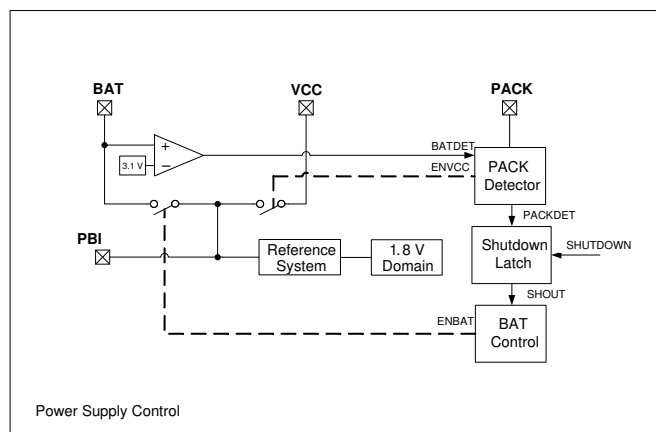 BAT
VCC
PACK
3.1 V
+
−
BATDET
ENVCC
PACK
Detector
PACKDET
PBI
Reference
System
1.8 V
Domain
Shutdown
Latch
SHUTDOWN
SHOUT
ENBAT
BAT
Control
Power Supply Control